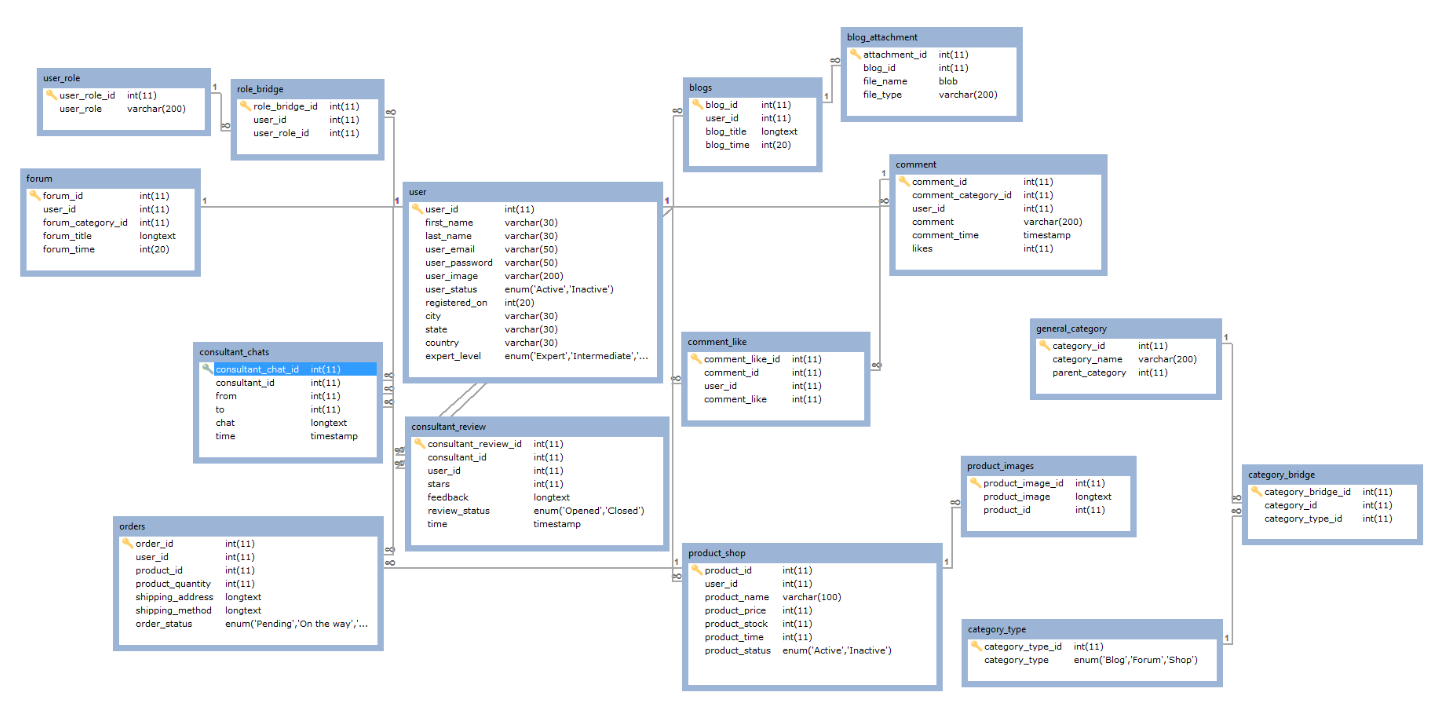 user_role
user_role_id int(11)
user_role varchar(200)
1
∞
role_bridge
role_bridge_id int(11)
user_id int(11)
user_role_id int(11)
∞
forum
forum_id int(11)
user_id int(11)
forum_category_id int(11)
forum_title longtext
forum_time int(20)
1
1
user
user_id int(11)
first_name varchar(30)
last_name varchar(30)
user_email varchar(50)
user_password varchar(50)
user_image varchar(200)
user_status enum('Active','Inactive')
registered_on int(20)
city varchar(30)
state varchar(30)
country varchar(30)
expert_level enum('Expert','Intermediate','...
1
blogs
blog_id int(11)
user_id int(11)
blog_title longtext
blog_time int(20)
∞
1
∞
blog_attachment
attachment_id int(11)
blog_id int(11)
file_name blob
file_type varchar(200)
comment
comment_id int(11)
comment_category_id int(11)
user_id int(11)
comment varchar(200)
comment_time timestamp
likes int(11)
1
∞
consultant_chats
consultant_chat_id int(11)
consultant_id int(11)
from int(11)
to int(11)
chat longtext
time timestamp
∞
∞
∞
comment_like
comment_like_id int(11)
comment_id int(11)
user_id int(11)
comment_like int(11)
∞
∞
general_category
category_id int(11)
category_name varchar(200)
parent_category int(11)
1
consultant_review
consultant_review_id int(11)
consultant_id int(11)
user_id int(11)
stars int(11)
feedback longtext
review_status enum('Opened','Closed')
time timestamp
∞
∞
product_images
product_image_id int(11)
product_image longtext
product_id int(11)
∞
category_bridge
category_bridge_id int(11)
category_id int(11)
category_type_id int(11)
∞
∞
orders
order_id int(11)
user_id int(11)
product_id int(11)
product_quantity int(11)
shipping_address longtext
shipping_method longtext
order_status enum('Pending','On the way','...
∞
∞
product_shop
product_id int(11)
user_id int(11)
product_name varchar(100)
product_price int(11)
product_stock int(11)
product_time int(11)
product_status enum('Active','Inactive')
1
∞
1
category_type
category_type_id int(11)
category_type enum('Blog','Forum','Shop')
1